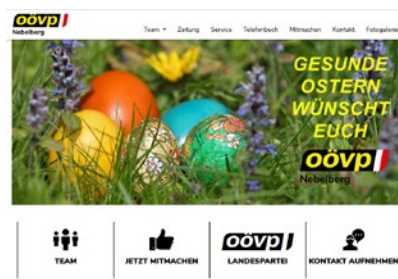 oövp
Nebelberg
Team Zeitung Service Telefonbuch Mitmachen Kontakt Fotogalerie
GESUNDE
OSTERN
WÜNSCHT
EUCH
oövp
Nebelberg
oövp
TEAM JETZT MITMACHEN LANDESPARTEI KONTAKT AUFNEHMEN